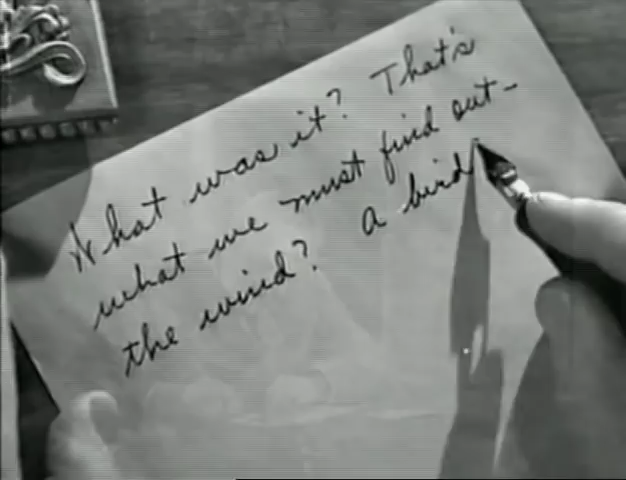 What was it? That's
what we must find out-
the wind? A bird